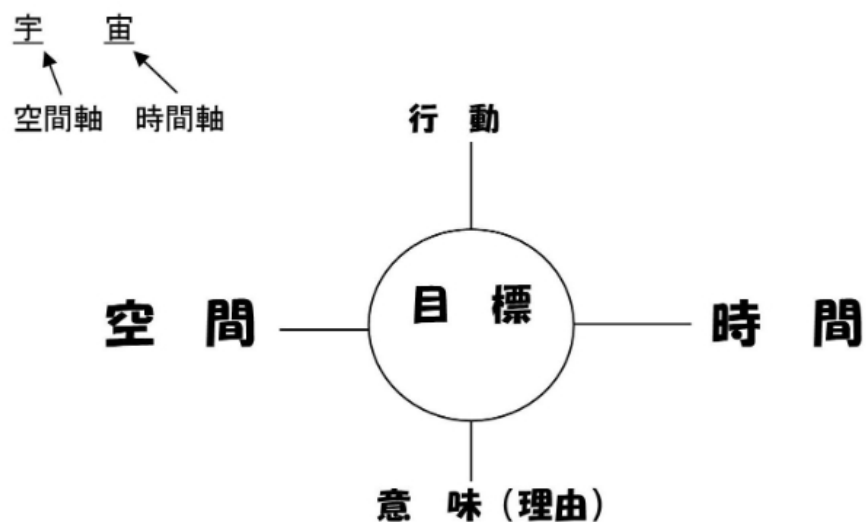 宇 宙
空間軸 時間軸
行 動
目 標
空 間
時 間
意 味（理由）